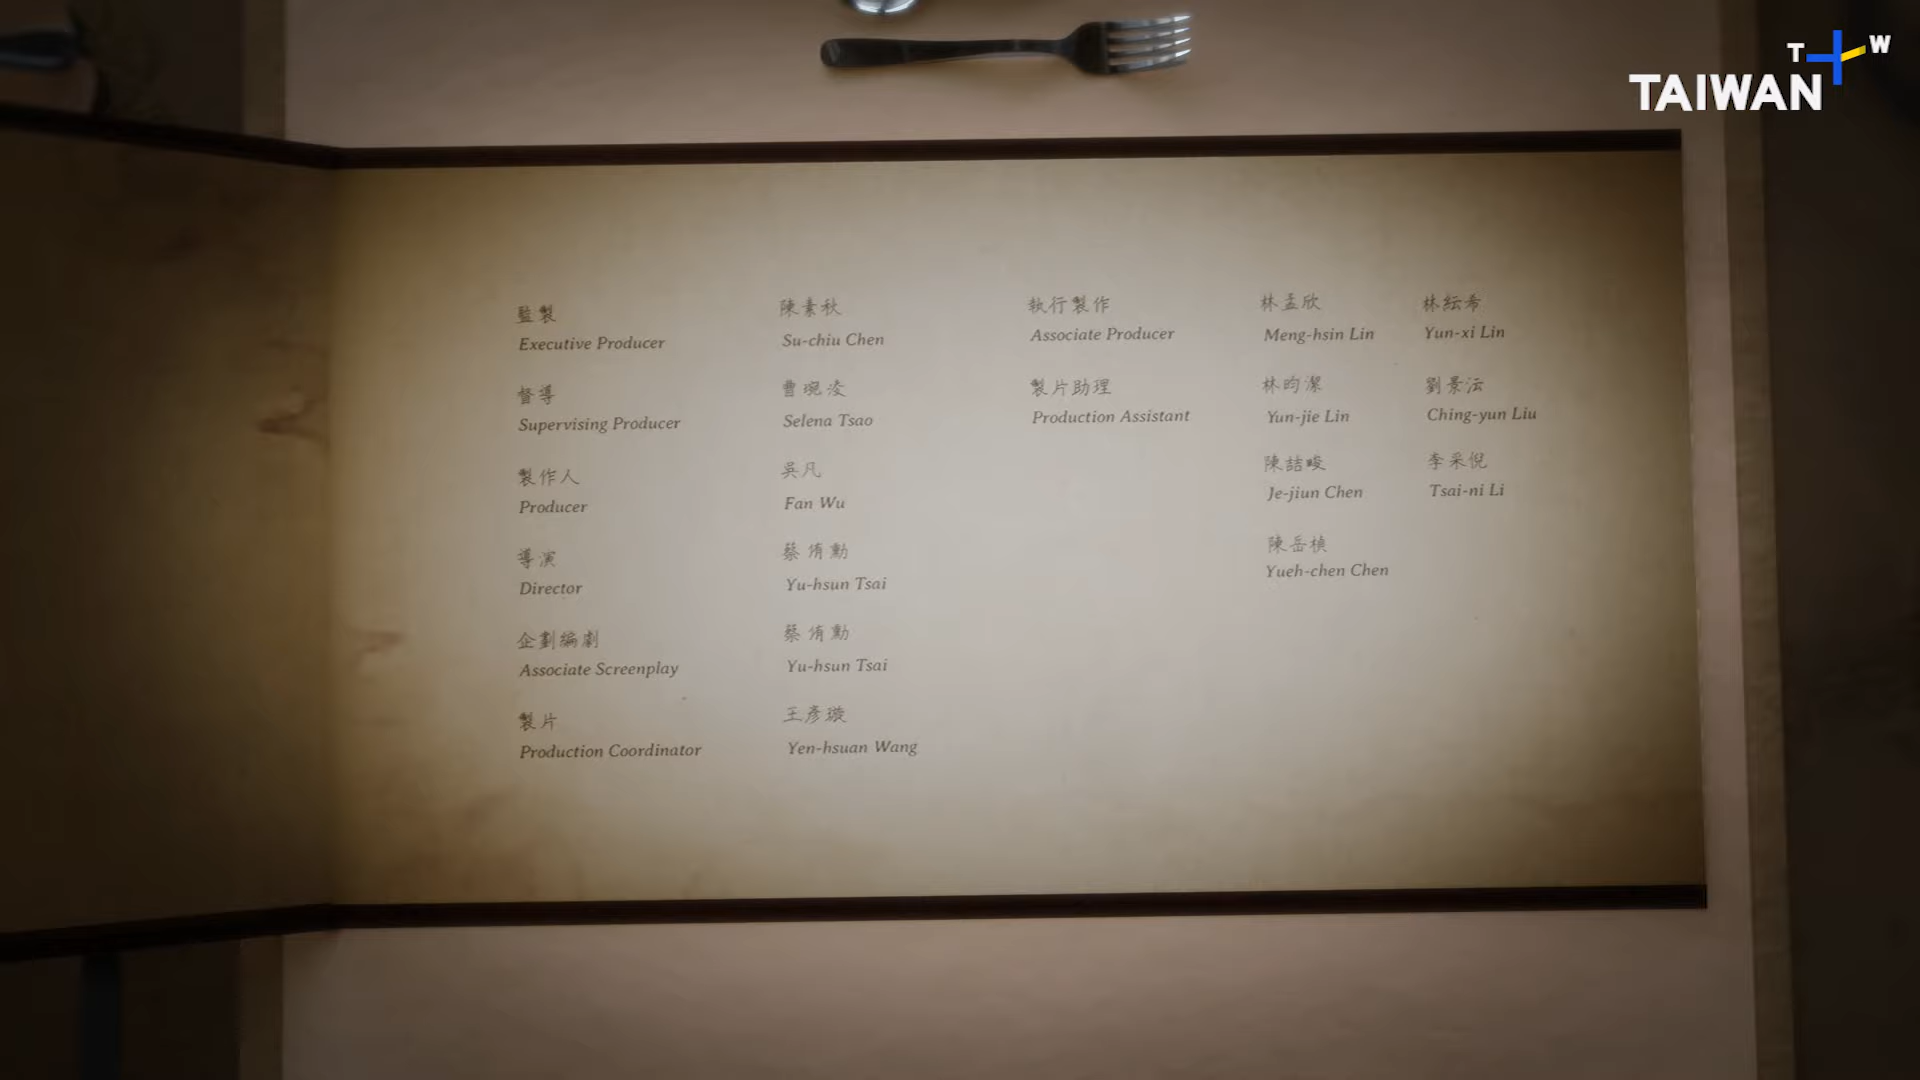 T W
TAIWAN
監製
Executive Producer
陳素秋
Su-chiu Chen
督導
Supervising Producer
曹琬凌
Selena Tsao
製作人
Producer
吳凡
Fan Wu
導演
Director
蔡侑勳
Yu-hsun Tsai
企劃編劇
Associate Screenplay
蔡侑勳
Yu-hsun Tsai
製片
Production Coordinator
王彥璇
Yen-hsuan Wang
執行製作
Associate Producer
林孟欣
Meng-hsin Lin
林紜希
Yun-xi Lin
製片助理
Production Assistant
林昀潔
Yun-jie Lin
劉景沄
Ching-yun Liu
陳喆畯
Je-jiun Chen
李采倪
Tsai-ni Li
陳岳楨
Yueh-chen Chen